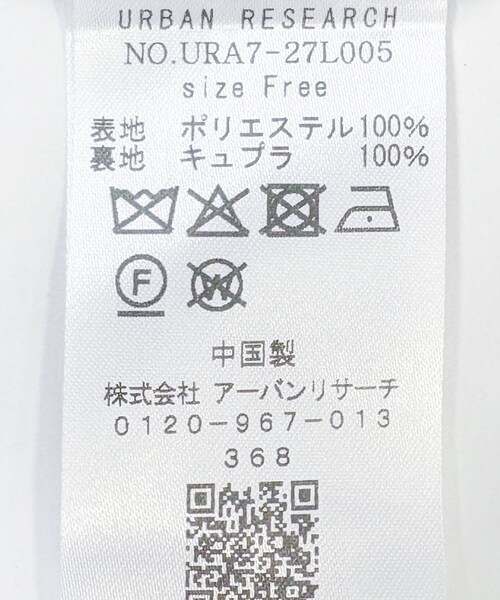 URBAN RESEARCH
NO.URA7-27L005
size Free
表地 ポリエステル100%
裏地 キュプラ 100%
F
W
中国製
株式会社 アーバンリサーチ
0120-967-013
368